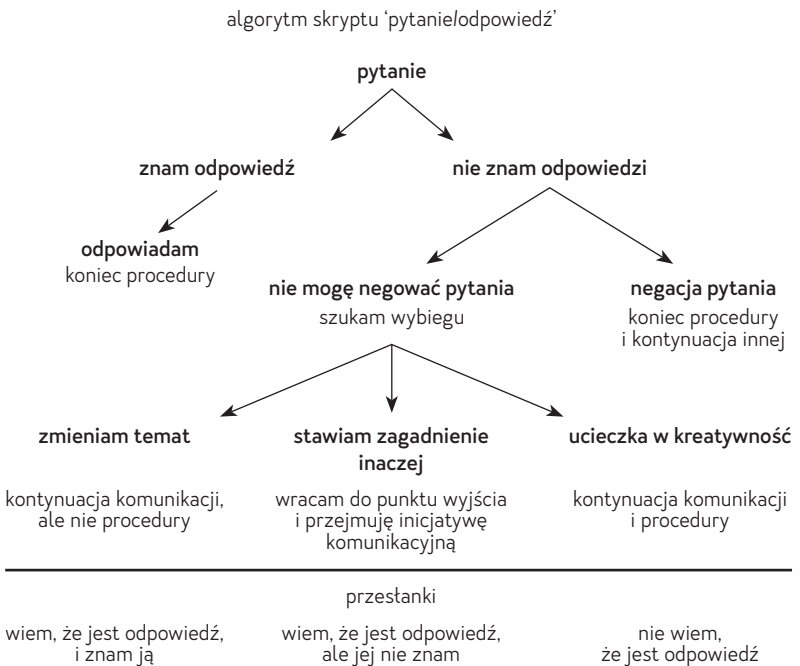 algorytm skryptu ‘pytanie/odpowiedź’
pytanie
znam odpowiedź
nie znam odpowiedzi
odpowiadam
koniec procedury
nie mogę negować pytania
szukam wybiegu
negacja pytania
koniec procedury
i kontynuacja innej
zmieniam temat
kontynuacja komunikacji,
ale nie procedury
stawiam zagadnienie
inaczej
wracam do punktu wyjścia
i przejmuję inicjatywę
komunikacyjną
ucieczka w kreatywność
kontynuacja komunikacji
i procedury
przesłanki
wiem, że jest odpowiedź,
i znam ją
wiem, że jest odpowiedź,
ale jej nie znam
nie wiem,
że jest odpowiedź